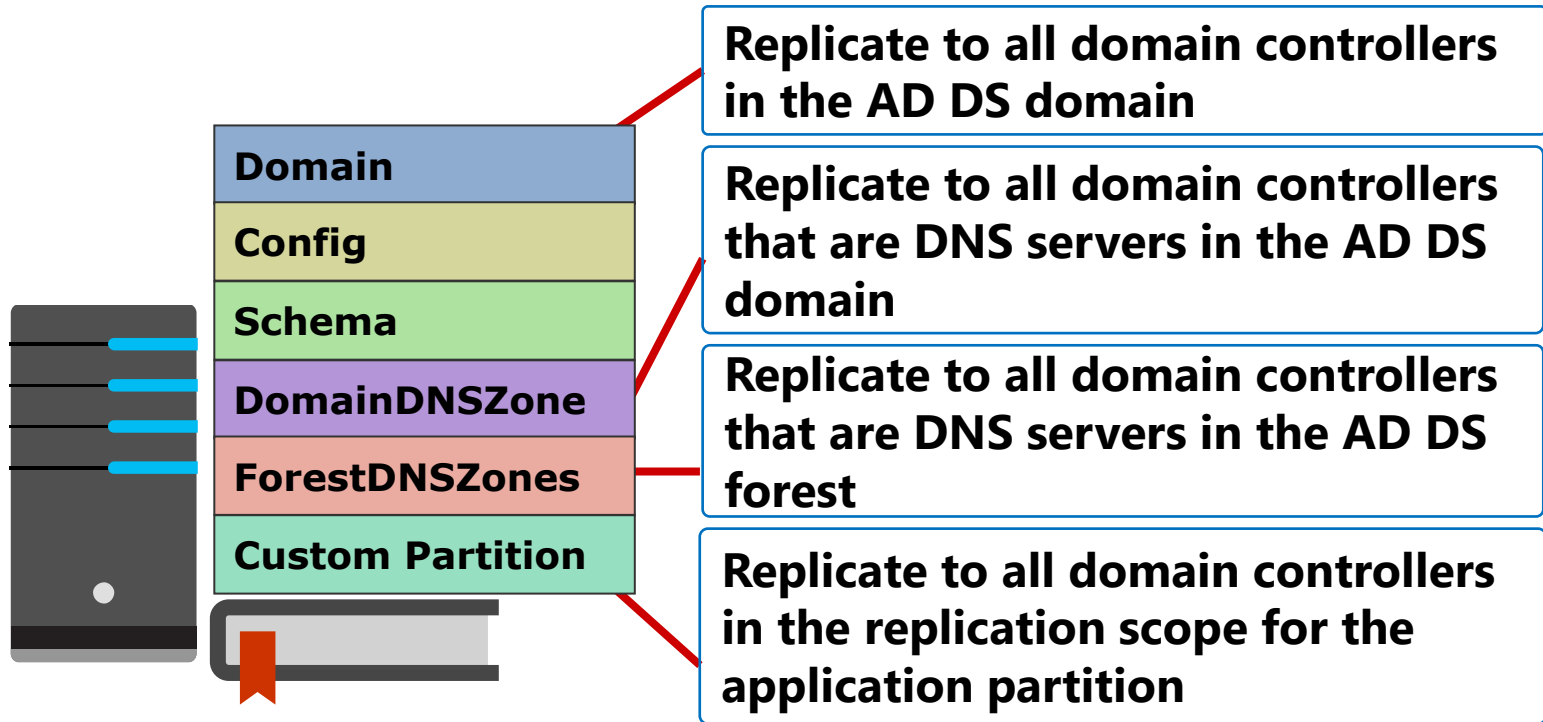 Domain
Config
Schema
DomainDNSZone
ForestDNSZones
Custom Partition
Replicate to all domain controllers
in the AD DS domain
Replicate to all domain controllers
that are DNS servers in the AD DS
domain
Replicate to all domain controllers
that are DNS servers in the AD DS
forest
Replicate to all domain controllers
in the replication scope for the
application partition